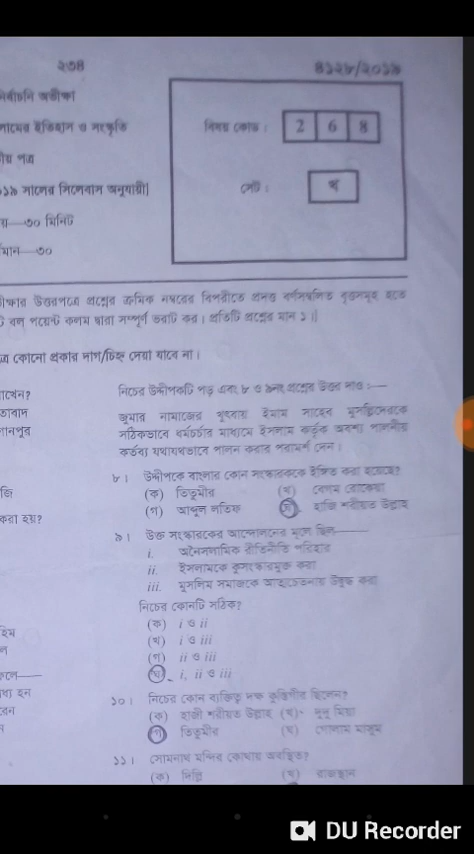 ২৩৪
৪১২৮/২০১৯
নির্বাচনি অভীক্ষা
ইতিহাস ও সংস্কৃতি
বিষয় কোড : 2 6 8
পত্র
সালের সিলেবাস অনুযায়ী]
সেট : খ
৩০ মিনিট
মান—৩০
উত্তরপত্রে প্রশ্নের ক্রমিক নম্বরের বিপরীতে প্রদত্ত বর্ণসংবলিত বৃত্তসমূহ হতে
বল পয়েন্ট কলম দ্বারা সম্পূর্ণ ভরাট কর। প্রতিটি প্রশ্নের মান ১।]
কোনো প্রকার দাগ/চিহ্ন দেয়া যাবে না।
নিচের উদ্দীপকটি পড় এবং ৮ ও ৯নং প্রশ্নের উত্তর দাও :—
জুমার নামাজের খুৎবায় ইমাম সাহেব মুসল্লিদেরকে
সঠিকভাবে ধর্মচর্চার মাধ্যমে ইসলাম কর্তৃক অবশ্য পালনীয়
কর্তব্য যথাযথভাবে পালন করার পরামর্শ দেন।
৮। উদ্দীপকে বাংলার কোন সংস্কারককে ইঙ্গিত করা হয়েছে?
(ক) তিতুমীর (খ) বেগম রোকেয়া
(গ) আব্দুল লতিফ হাজি শরীয়ত উল্লাহ
করা হয়?
৯। উক্ত সংস্কারকের আন্দোলনের মূলে ছিল—
i. অনৈসলামিক রীতিনীতি পরিহার
ii. ইসলামকে কুসংস্কারমুক্ত করা
iii. মুসলিম সমাজকে আত্মচেতনায় উদ্বুদ্ধ করা
নিচের কোনটি সঠিক?
(ক) i ও ii
(খ) i ও iii
(গ) ii ও iii
(ঘ) i, ii ও iii
১০। নিচের কোন ব্যক্তিত্ব দক্ষ কুস্তিগীর ছিলেন?
(ক) হাজী শরীয়ত উল্লাহ (খ) দুদু মিয়া
(গ) তিতুমীর (ঘ) গোলাম মাসুম
১১। সোমনাথ মন্দির কোথায় অবস্থিত?
(ক) দিল্লি (খ) রাজস্থান
DU Recorder